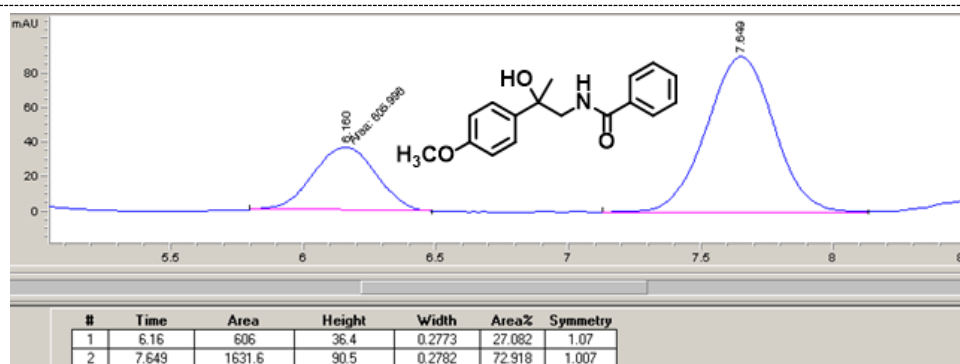 mAU
80
60
40
20
0
6.160
Area: 605.996
7.649
HO
H
N
O
H₃CO
5.5 6 6.5 7 7.5 8
# Time Area Height Width Area% Symmetry
1 6.16 606 36.4 0.2773 27.082 1.07
2 7.649 1631.6 90.5 0.2782 72.918 1.007